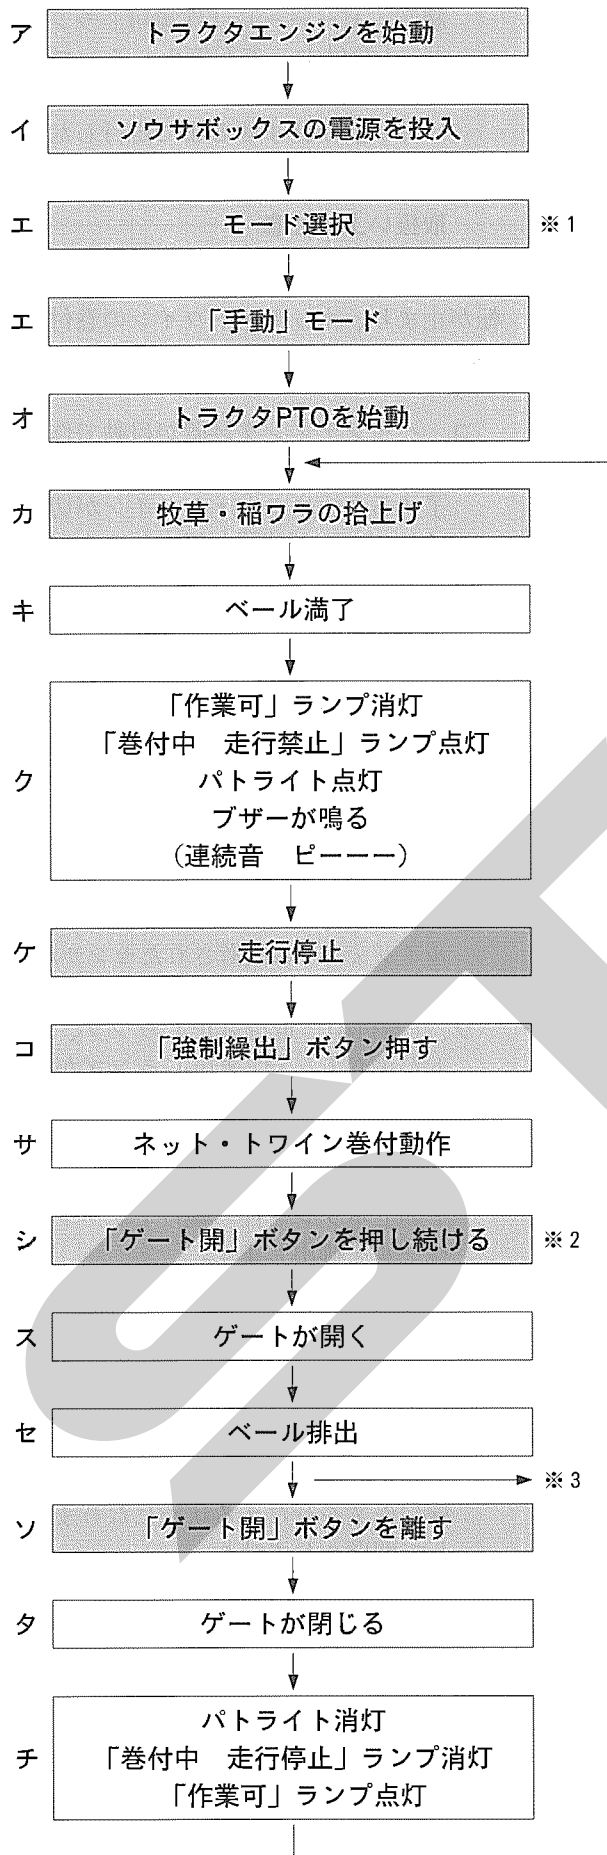 ア トラクタエンジンを始動
イ ソウサボックスの電源を投入
エ モード選択 ※1
エ 「手動」モード
オ トラクタPTOを始動
カ 牧草・稲ワラの拾上げ
キ ベール満了
「作業可」ランプ消灯
「巻付中 走行禁止」ランプ点灯
ク パトライト点灯
ブザーが鳴る
（連続音 ピーーー）
ケ 走行停止
コ 「強制繰出」ボタン押す
サ ネット・トワイン巻付動作
シ 「ゲート開」ボタンを押し続ける ※2
ス ゲートが開く
セ ベール排出
※3
ソ 「ゲート開」ボタンを離す
タ ゲートが閉じる
パトライト消灯
チ 「巻付中 走行停止」ランプ消灯
「作業可」ランプ点灯